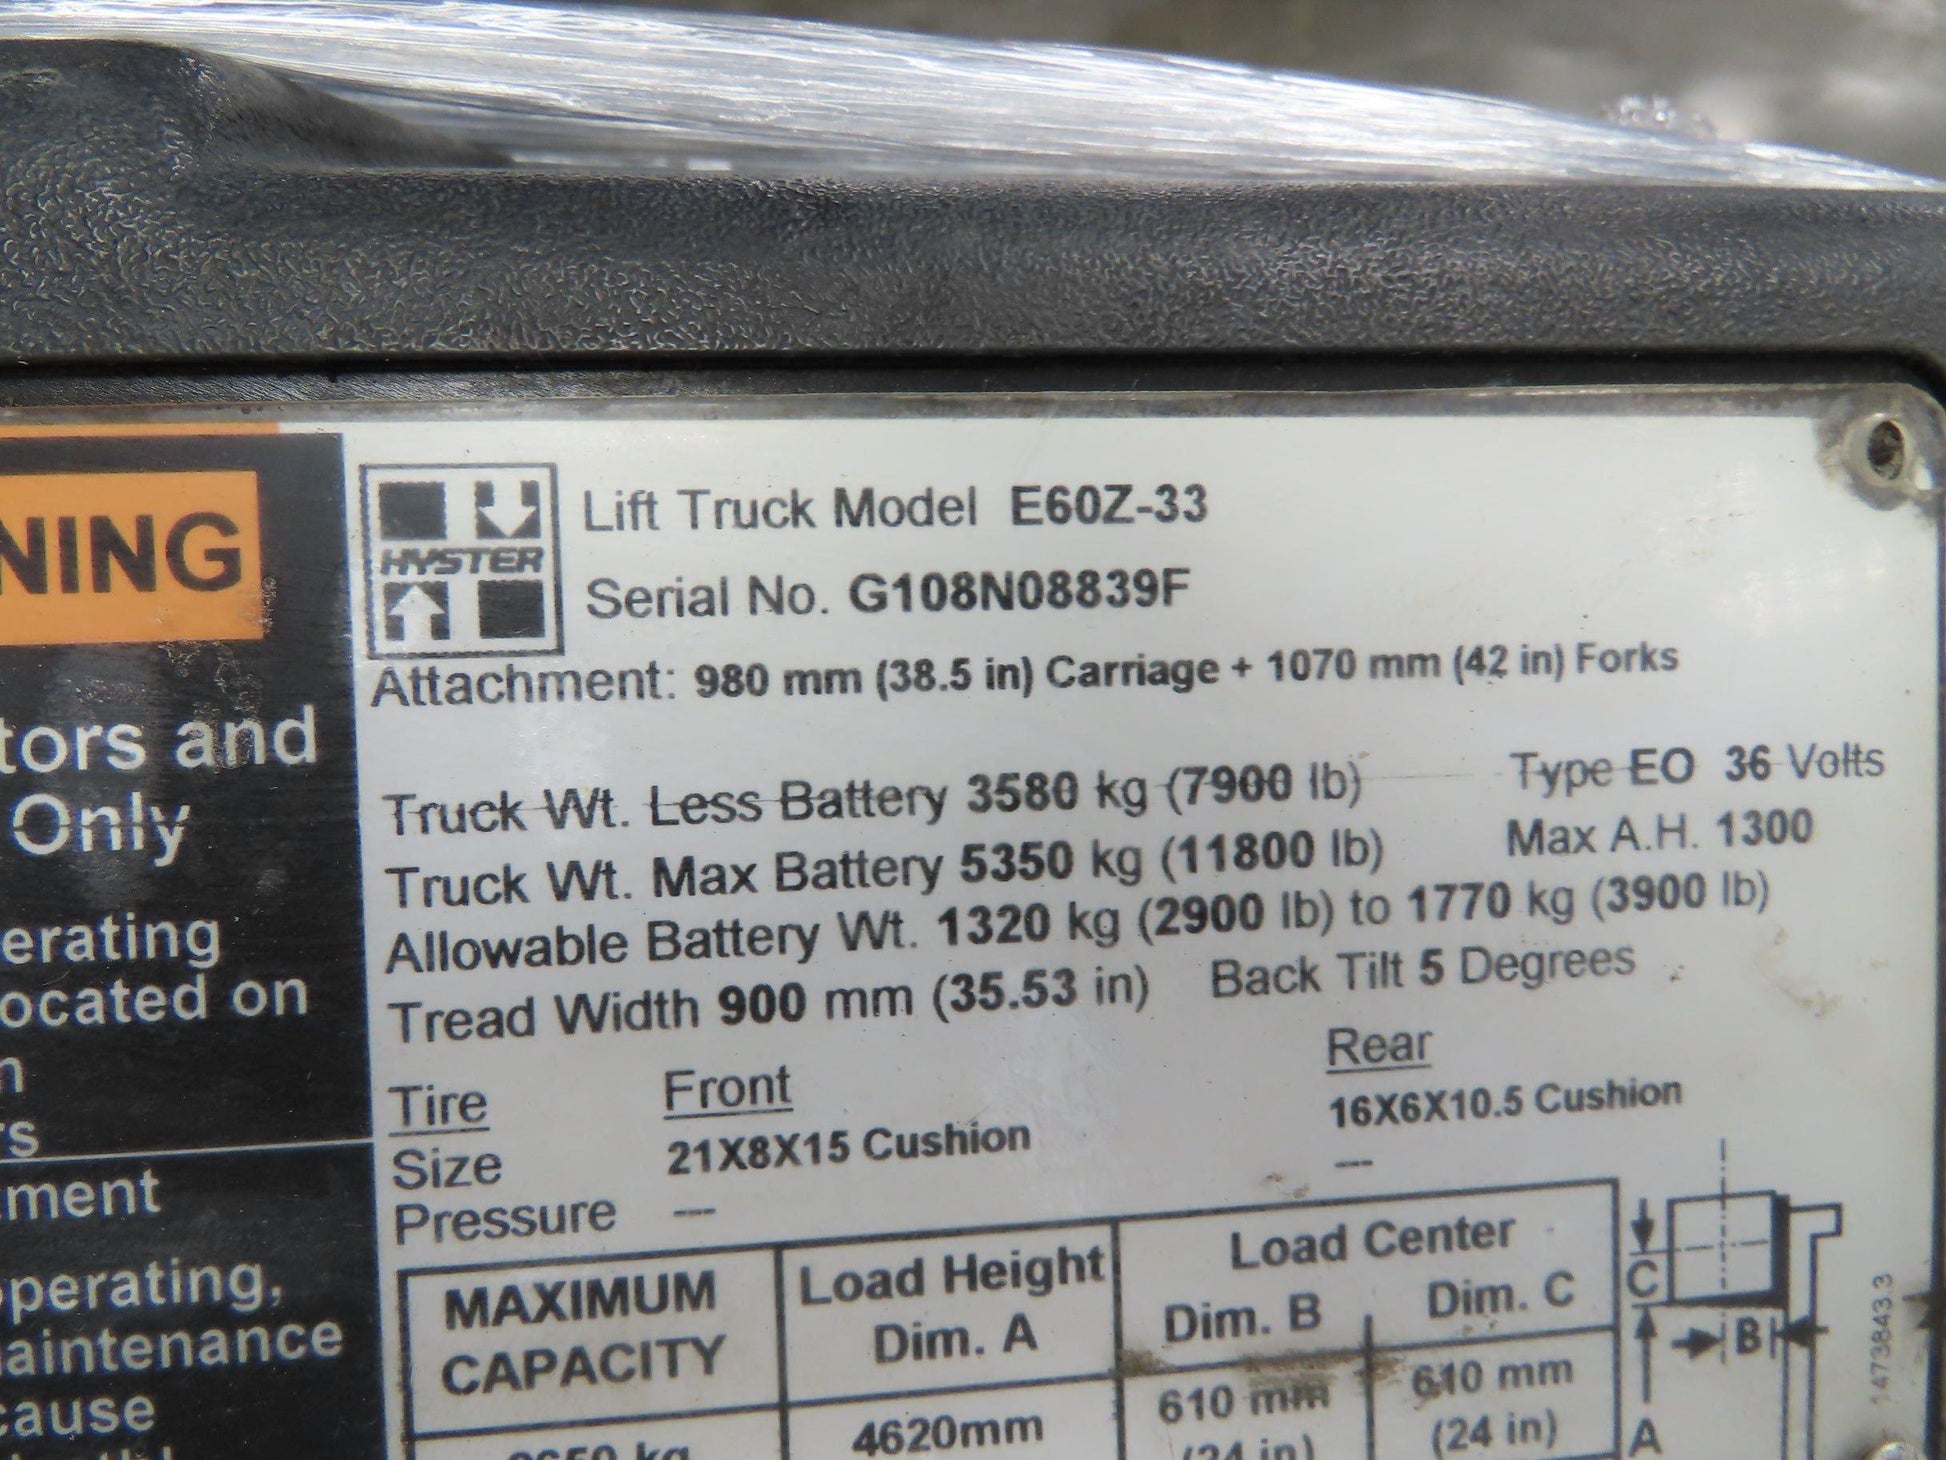 NING
tors and
Only
erating
ocated on
n
rs
ment
perating,
aintenance
cause
HYSTER
Lift Truck Model E60Z-33
Serial No. G108N08839F
Attachment: 980 mm (38.5 in) Carriage + 1070 mm (42 in) Forks
Truck Wt. Less Battery 3580 kg (7900 lb) Type EO 36 Volts
Truck Wt. Max Battery 5350 kg (11800 lb) Max A.H. 1300
Allowable Battery Wt. 1320 kg (2900 lb) to 1770 kg (3900 lb)
Tread Width 900 mm (35.53 in) Back Tilt 5 Degrees
Tire Front Rear
Size 21X8X15 Cushion 16X6X10.5 Cushion
Pressure --- ---
MAXIMUM CAPACITY
Load Height
Dim. A
Load Center
Dim. B Dim. C
4620mm
610 mm 610 mm
(24 in) (24 in)
C
B
A
1473843.3